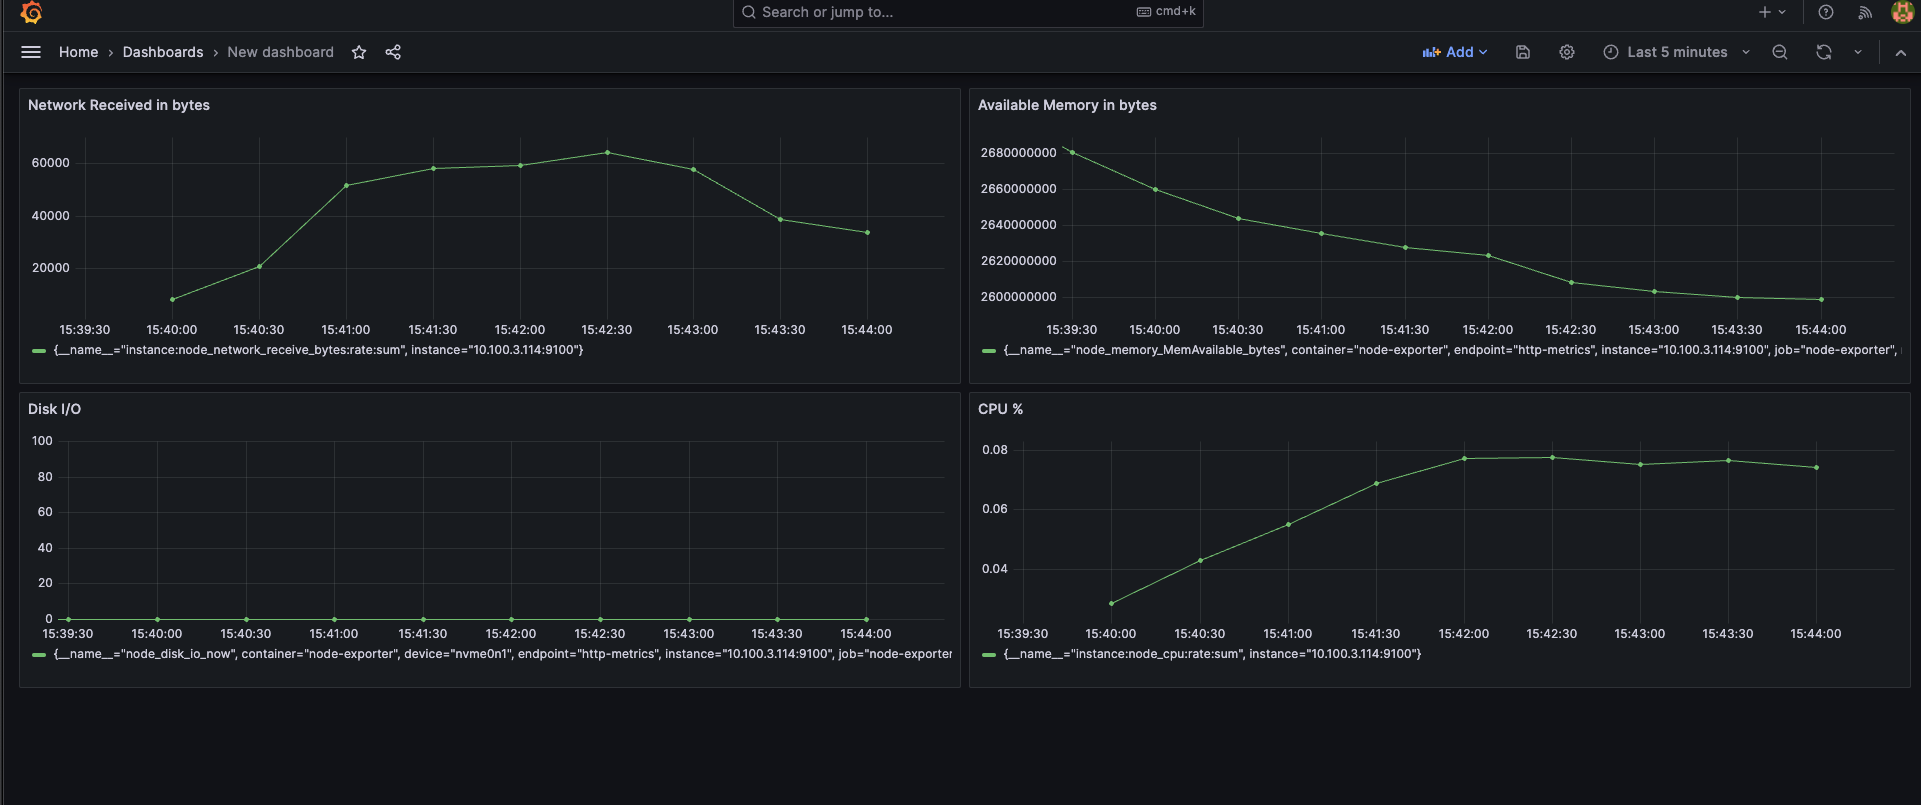 Search or jump to... cmd+k
Home › Dashboards › New dashboard Add Last 5 minutes
Network Received in bytes
60000
40000
20000
15:39:30 15:40:00 15:40:30 15:41:00 15:41:30 15:42:00 15:42:30 15:43:00 15:43:30 15:44:00
{__name__="instance:node_network_receive_bytes:rate:sum", instance="10.100.3.114:9100"}
Available Memory in bytes
2680000000
2660000000
2640000000
2620000000
2600000000
15:39:30 15:40:00 15:40:30 15:41:00 15:41:30 15:42:00 15:42:30 15:43:00 15:43:30 15:44:00
{__name__="node_memory_MemAvailable_bytes", container="node-exporter", endpoint="http-metrics", instance="10.100.3.114:9100", job="node-exporter",
Disk I/O
100
80
60
40
20
0
15:39:30 15:40:00 15:40:30 15:41:00 15:41:30 15:42:00 15:42:30 15:43:00 15:43:30 15:44:00
{__name__="node_disk_io_now", container="node-exporter", device="nvme0n1", endpoint="http-metrics", instance="10.100.3.114:9100", job="node-exporter
CPU %
0.08
0.06
0.04
15:39:30 15:40:00 15:40:30 15:41:00 15:41:30 15:42:00 15:42:30 15:43:00 15:43:30 15:44:00
{__name__="instance:node_cpu:rate:sum", instance="10.100.3.114:9100"}